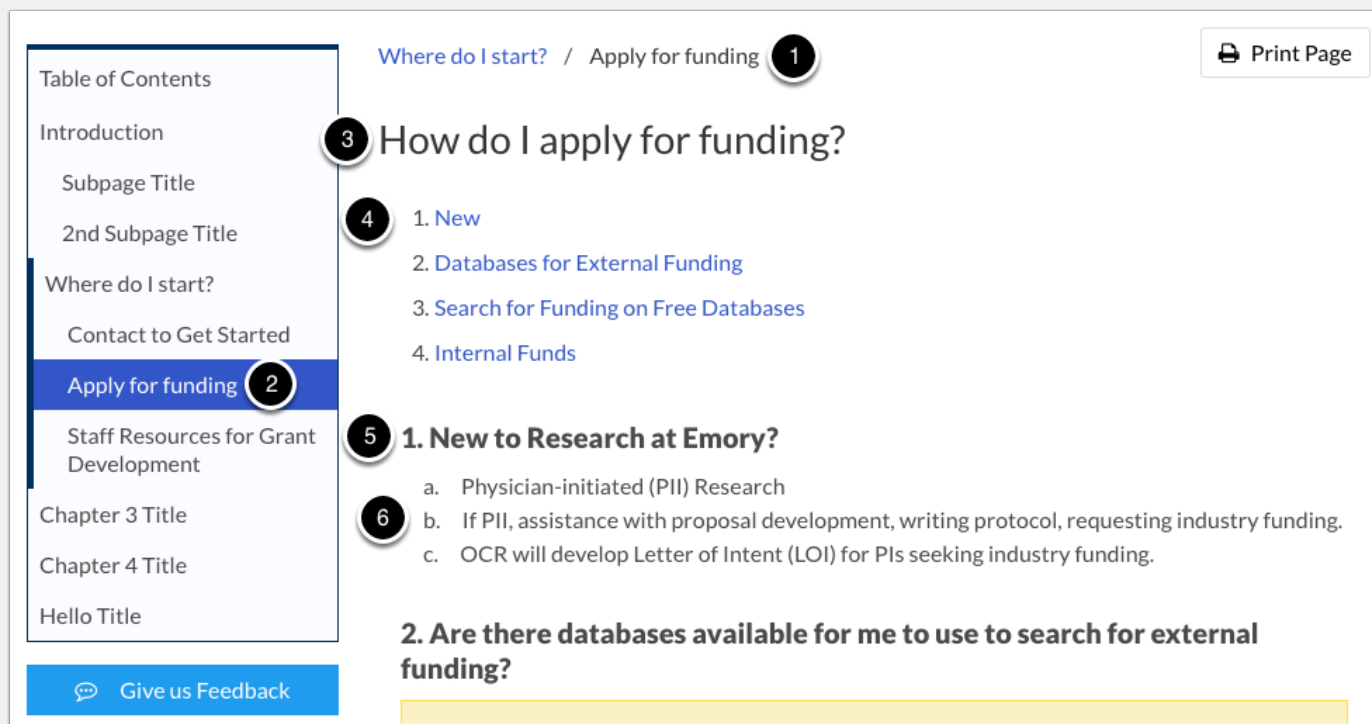 Table of Contents
Introduction
Subpage Title
2nd Subpage Title
Where do I start?
Contact to Get Started
Apply for funding 2
Staff Resources for Grant
Development
Chapter 3 Title
Chapter 4 Title
Hello Title
Give us Feedback
Where do I start? / Apply for funding 1
Print Page
3 How do I apply for funding?
4 1. New
2. Databases for External Funding
3. Search for Funding on Free Databases
4. Internal Funds
5 1. New to Research at Emory?
a. Physician-initiated (PII) Research
6 b. If PII, assistance with proposal development, writing protocol, requesting industry funding.
c. OCR will develop Letter of Intent (LOI) for PIs seeking industry funding.
2. Are there databases available for me to use to search for external
funding?